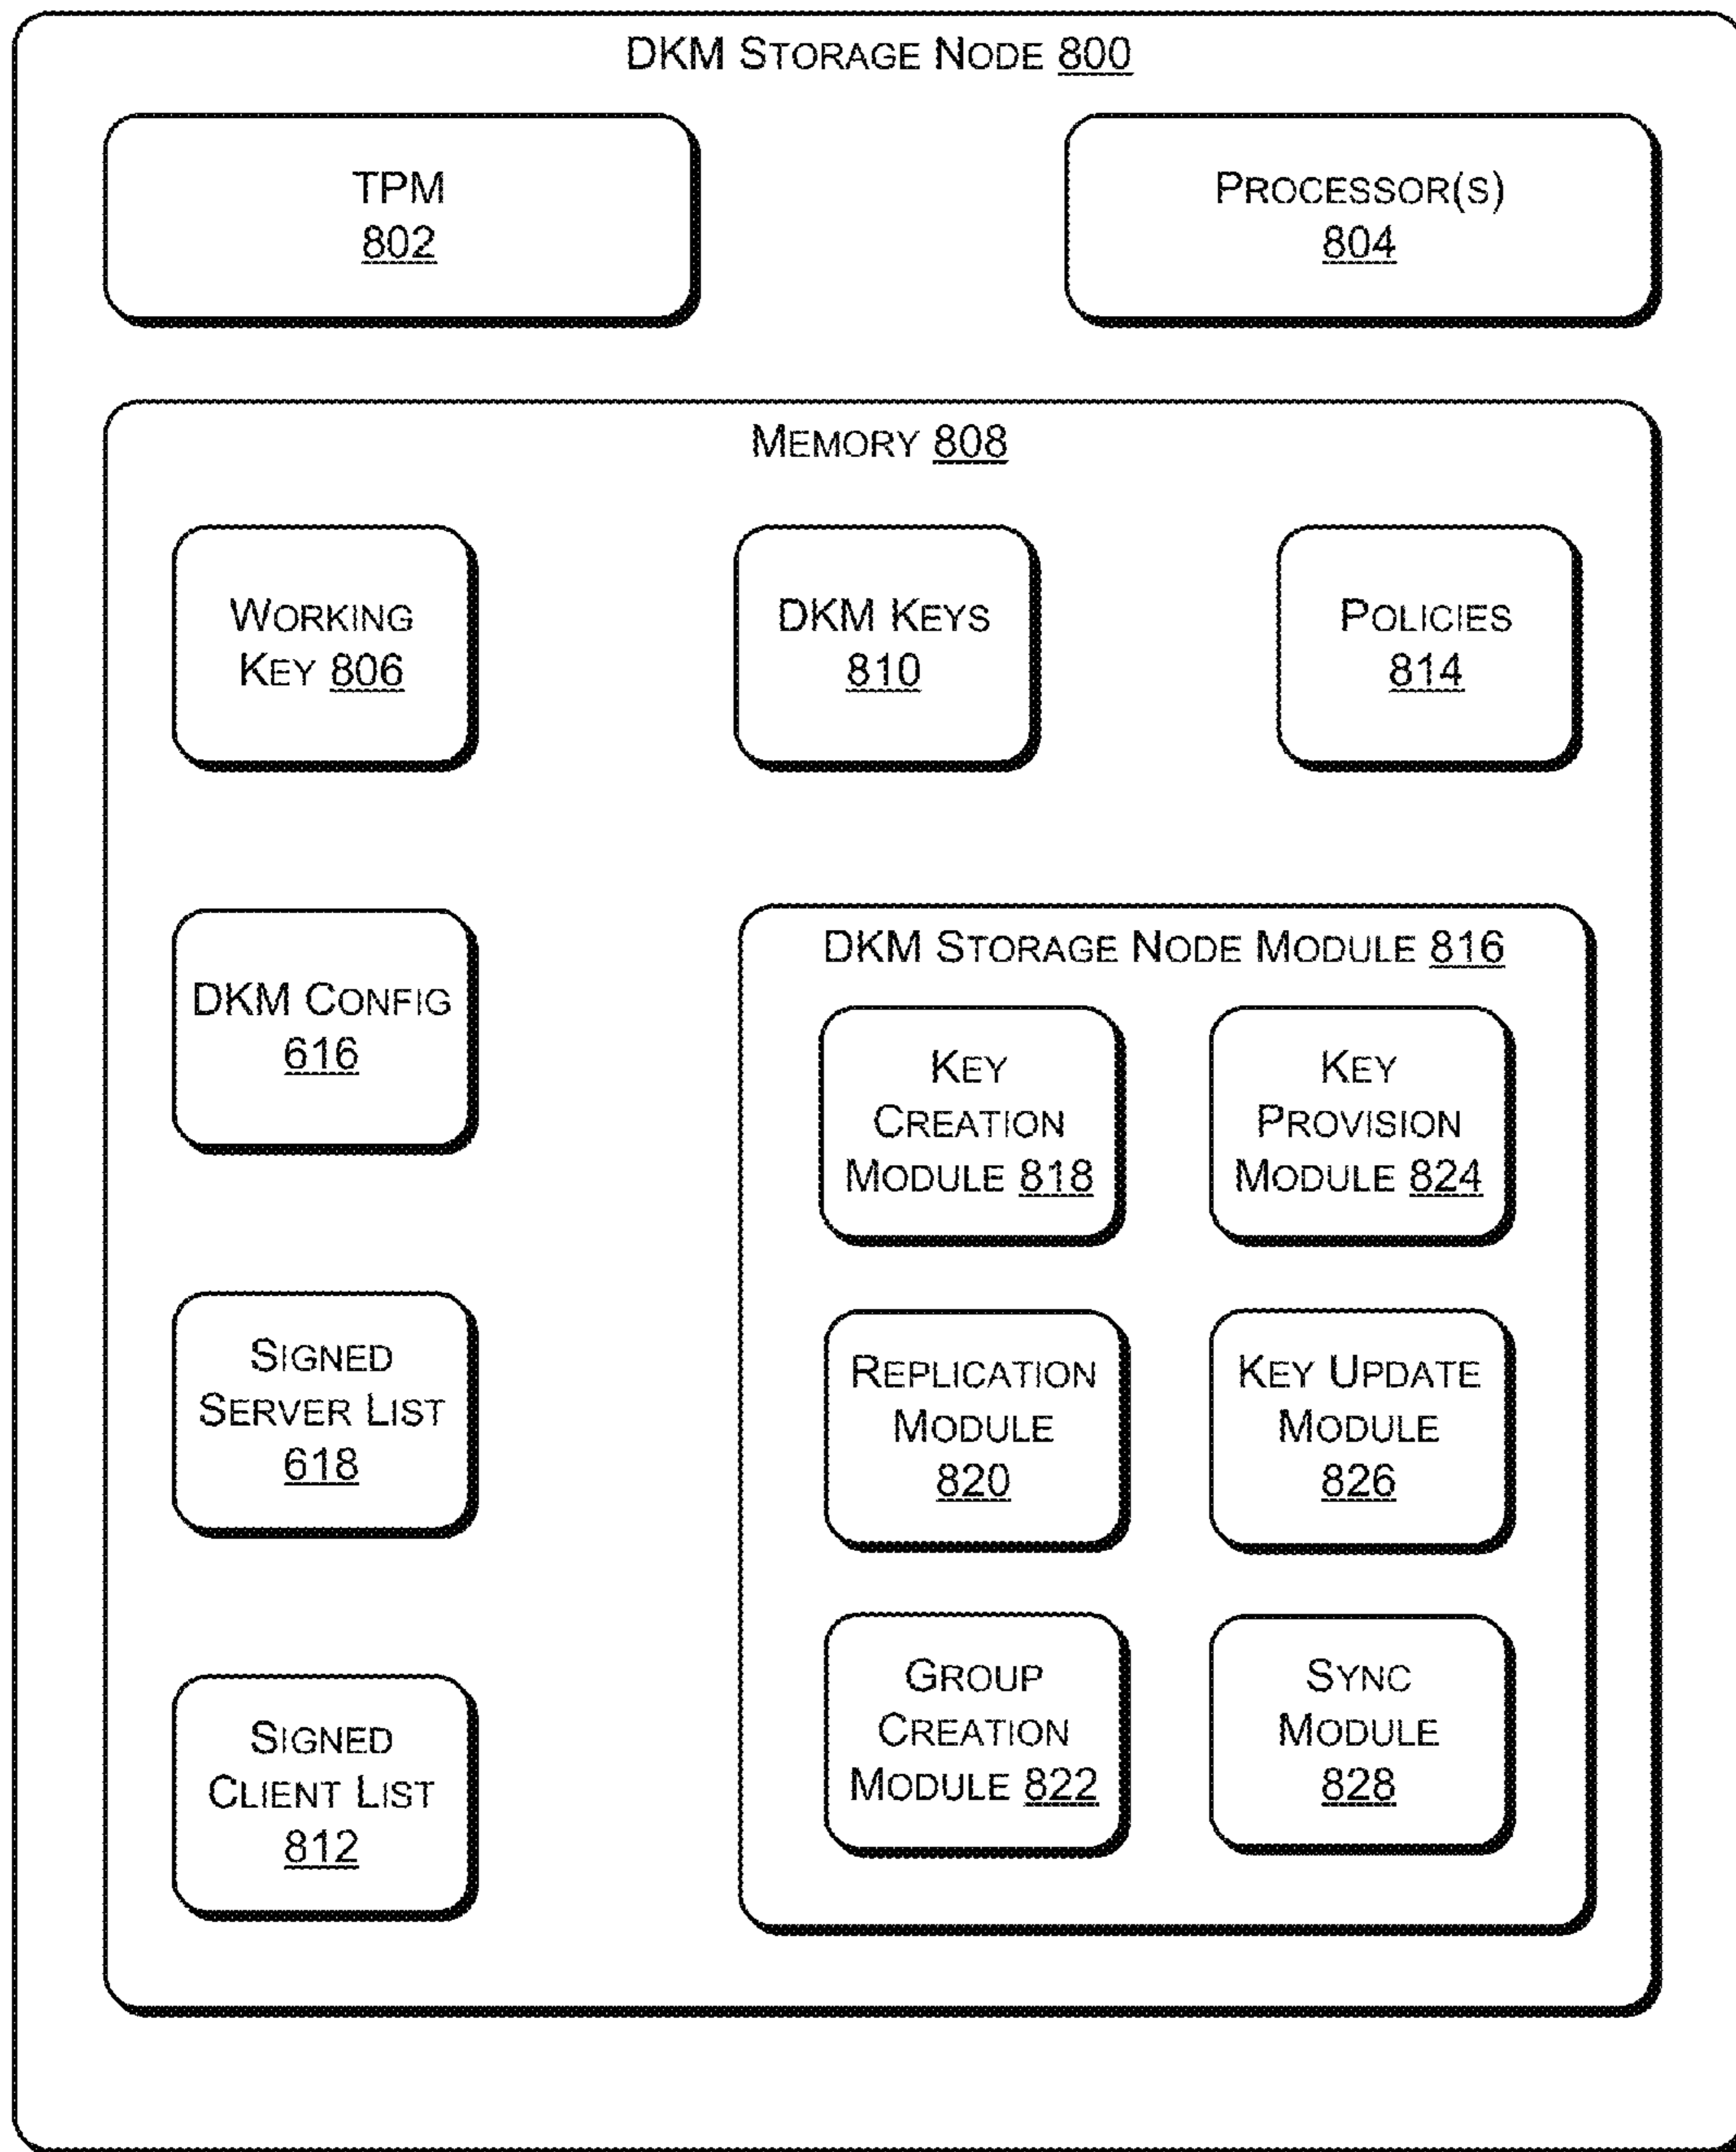 DKM STORAGE NODE 800
TPM
802
PROCESSOR(S)
804
MEMORY 808
WORKING
KEY 806
DKM KEYS
810
POLICIES
814
DKM CONFIG
616
SIGNED
SERVER LIST
618
SIGNED
CLIENT LIST
812
DKM STORAGE NODE MODULE 816
KEY
CREATION
MODULE 818
KEY
PROVISION
MODULE 824
REPLICATION
MODULE
820
KEY UPDATE
MODULE
826
GROUP
CREATION
MODULE 822
SYNC
MODULE
828